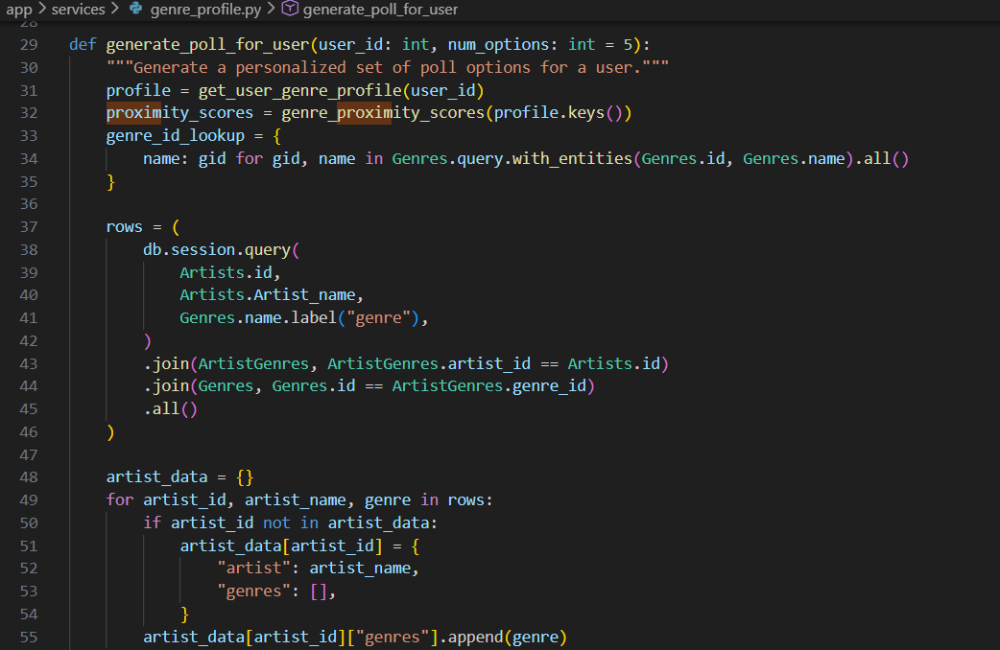 app > services > genre_profile.py > generate_poll_for_user
28
29 def generate_poll_for_user(user_id: int, num_options: int = 5):
30     """Generate a personalized set of poll options for a user."""
31     profile = get_user_genre_profile(user_id)
32     proximity_scores = genre_proximity_scores(profile.keys())
33     genre_id_lookup = {
34         name: gid for gid, name in Genres.query.with_entities(Genres.id, Genres.name).all()
35     }
36
37     rows = (
38         db.session.query(
39             Artists.id,
40             Artists.Artist_name,
41             Genres.name.label("genre"),
42         )
43         .join(ArtistGenres, ArtistGenres.artist_id == Artists.id)
44         .join(Genres, Genres.id == ArtistGenres.genre_id)
45         .all()
46     )
47
48     artist_data = {}
49     for artist_id, artist_name, genre in rows:
50         if artist_id not in artist_data:
51             artist_data[artist_id] = {
52                 "artist": artist_name,
53                 "genres": [],
54             }
55         artist_data[artist_id]["genres"].append(genre)